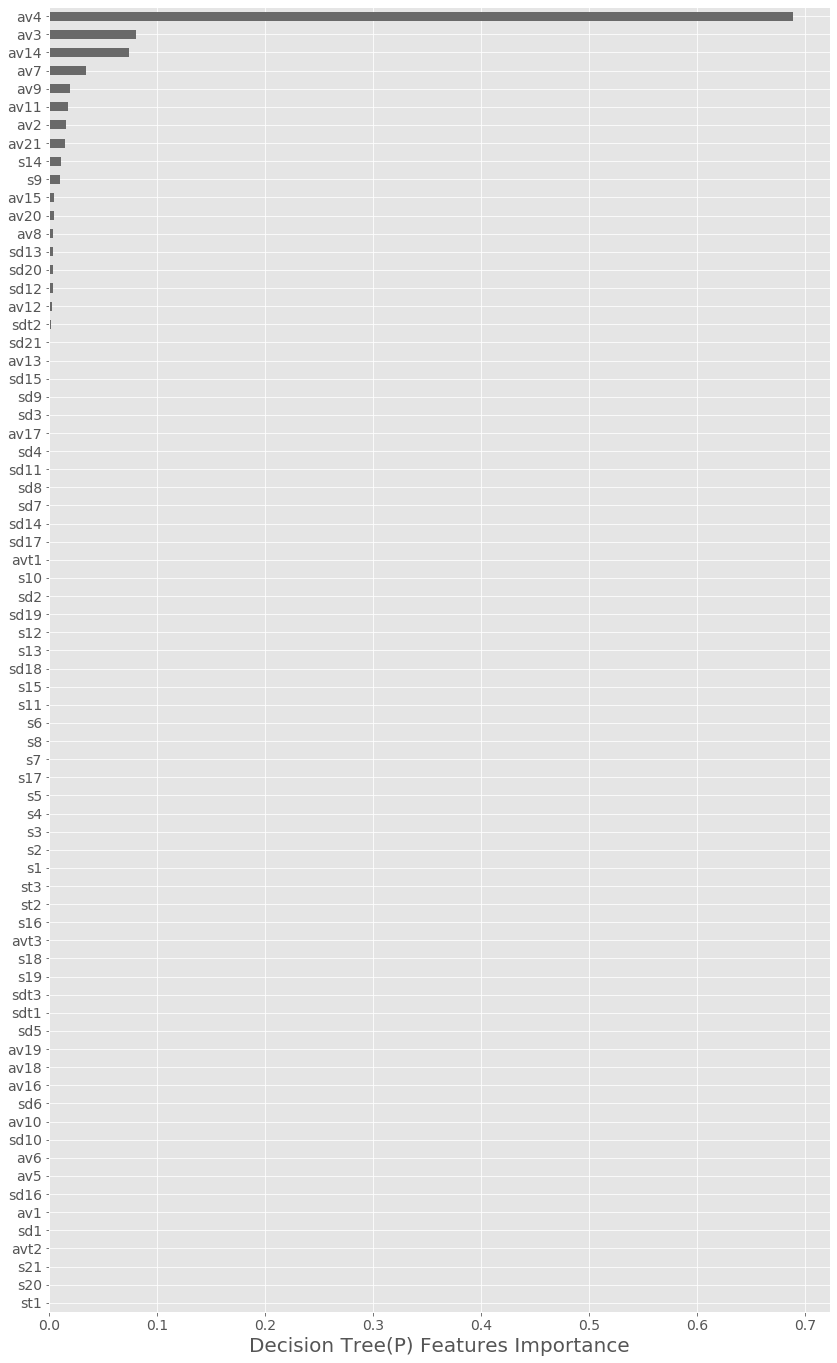 av4
av3
av14
av7
av9
av11
av2
av21
s14
s9
av15
av20
av8
sd13
sd20
sd12
av12
sdt2
sd21
av13
sd15
sd9
sd3
av17
sd4
sd11
sd8
sd7
sd14
sd17
avt1
s10
sd2
sd19
s12
s13
sd18
s15
s11
s6
s8
s7
s17
s5
s4
s3
s2
s1
st3
st2
s16
avt3
s18
s19
sdt3
sdt1
sd5
av19
av18
av16
sd6
av10
sd10
av6
av5
sd16
av1
sd1
avt2
s21
s20
st1
0.0 0.1 0.2 0.3 0.4 0.5 0.6 0.7
Decision Tree(P) Features Importance